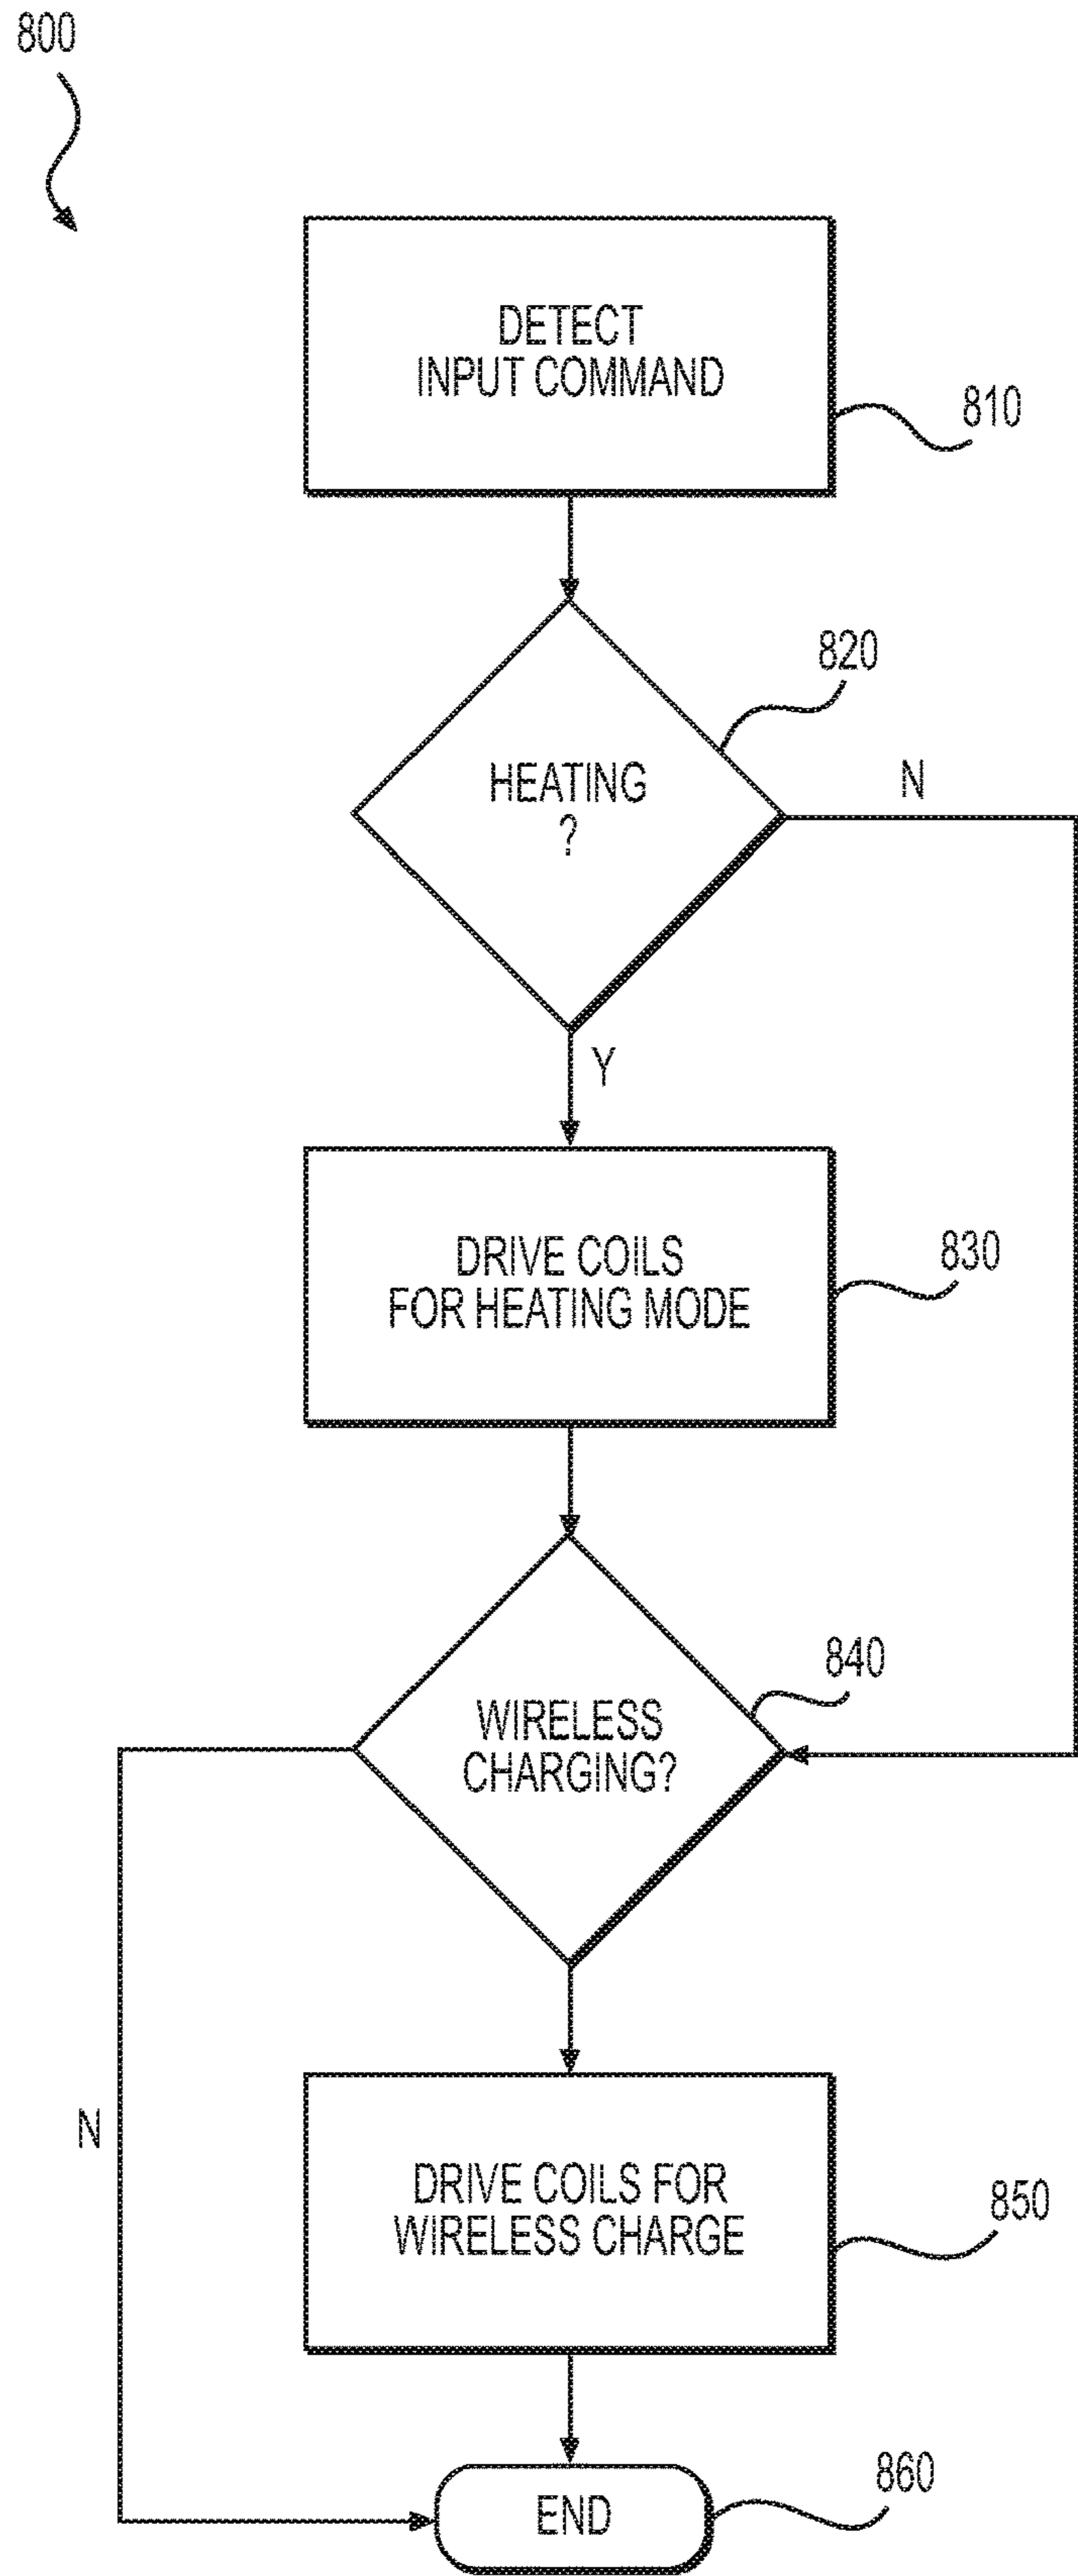 800
DETECT
INPUT COMMAND
810
820
HEATING
?
N
Y
DRIVE COILS
FOR HEATING MODE
830
840
WIRELESS
CHARGING?
N
DRIVE COILS FOR
WIRELESS CHARGE
850
860
END